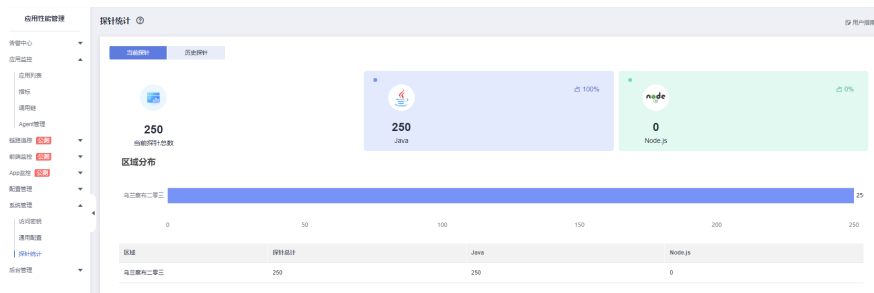 应用性能管理
告警中心
应用监控
应用列表
指标
调用链
Agent管理
链路追踪 公测
前端监控 公测
App监控 公测
配置管理
系统管理
访问密钥
通用配置
探针统计
后台管理
探针统计
用户指南
当前探针 历史探针
250
当前探针总数
100%
250
Java
node
0%
0
Node.js
区域分布
乌兰察布二零三
25
0 50 100 150 200 250
区域 探针总计 Java Node.js
乌兰察布二零三 250 250 0